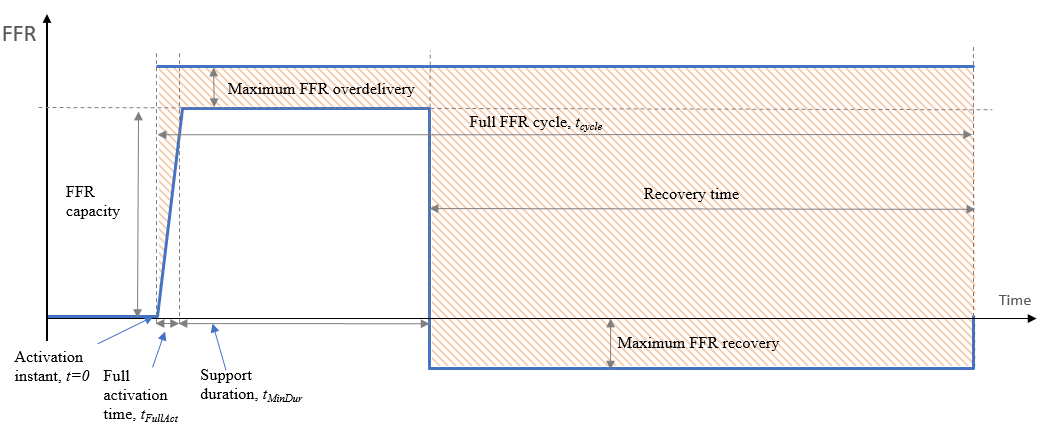 FFR
Maximum FFR overdelivery
Full FFR cycle, tcycle
FFR
capacity
Recovery time
Time
Maximum FFR recovery
Activation
instant, t=0
Full
activation
time, tFullAct
Support
duration, tMinDur